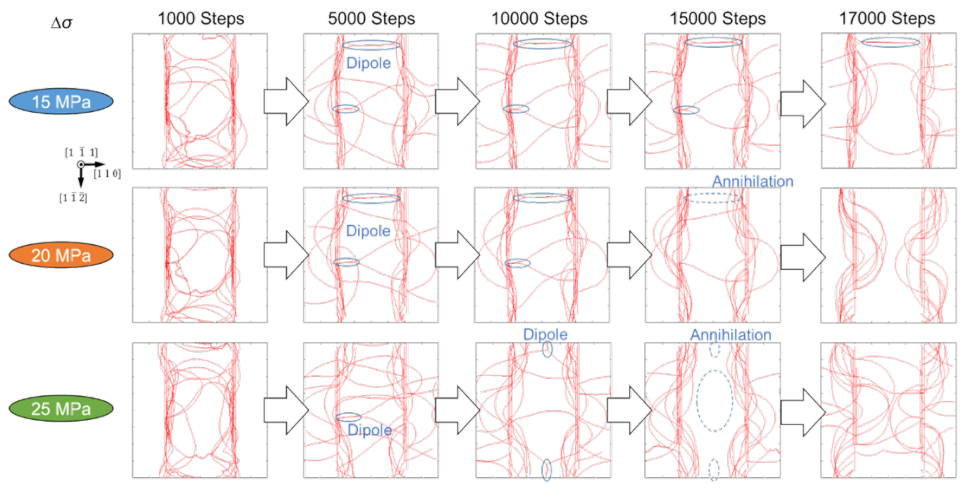 Δσ
1000 Steps
5000 Steps
10000 Steps
15000 Steps
17000 Steps
15 MPa
Dipole
[1 1̄ 1]
[1 1 0]
[1 1̄ 2̄]
20 MPa
Dipole
Annihilation
25 MPa
Dipole
Dipole
Annihilation